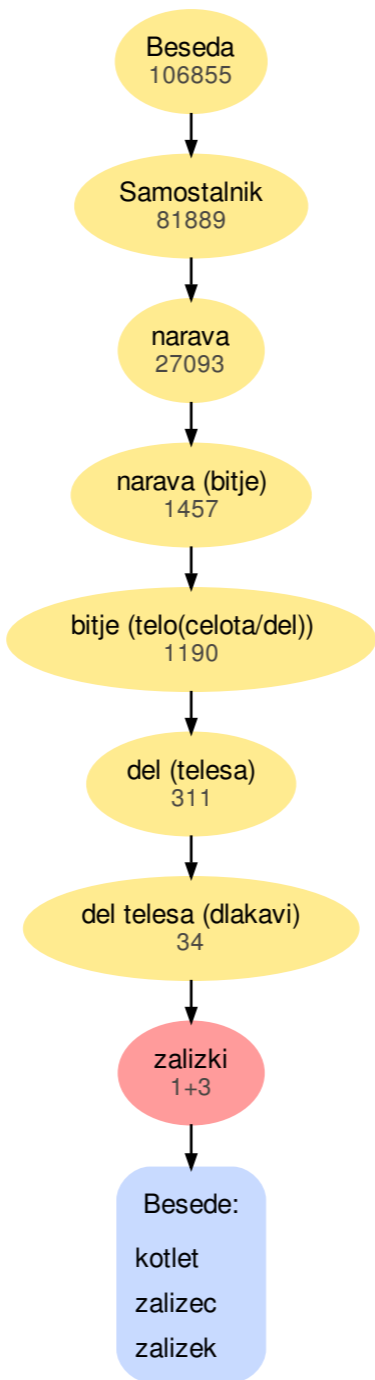 Beseda
106855
Samostalnik
81889
narava
27093
narava (bitje)
1457
bitje (telo(celota/del))
1190
del (telesa)
311
del telesa (dlakavi)
34
zalizki
1+3
Besede:
kotlet
zalizec
zalizek